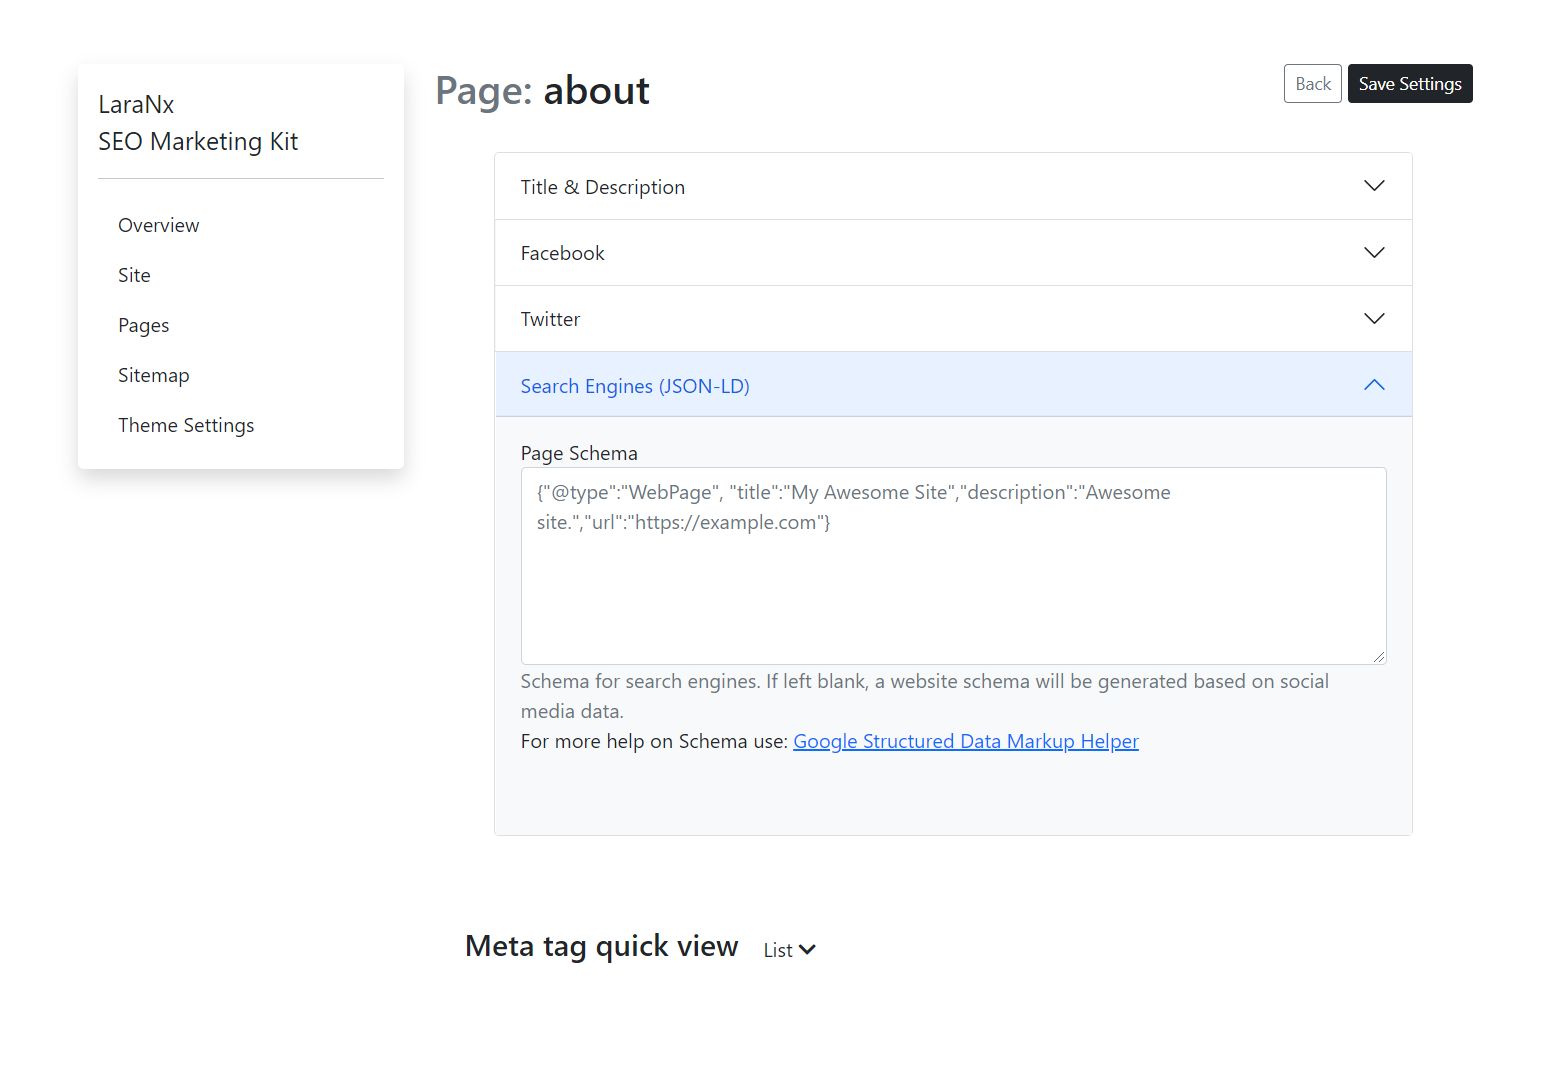 LaraNx
SEO Marketing Kit
Overview
Site
Pages
Sitemap
Theme Settings
Page: about
Back
Save Settings
Title & Description
Facebook
Twitter
Search Engines (JSON-LD)
Page Schema
{"@type":"WebPage", "title":"My Awesome Site","description":"Awesome
site.","url":"https://example.com"}
Schema for search engines. If left blank, a website schema will be generated based on social
media data.
For more help on Schema use: Google Structured Data Markup Helper
Meta tag quick view
List